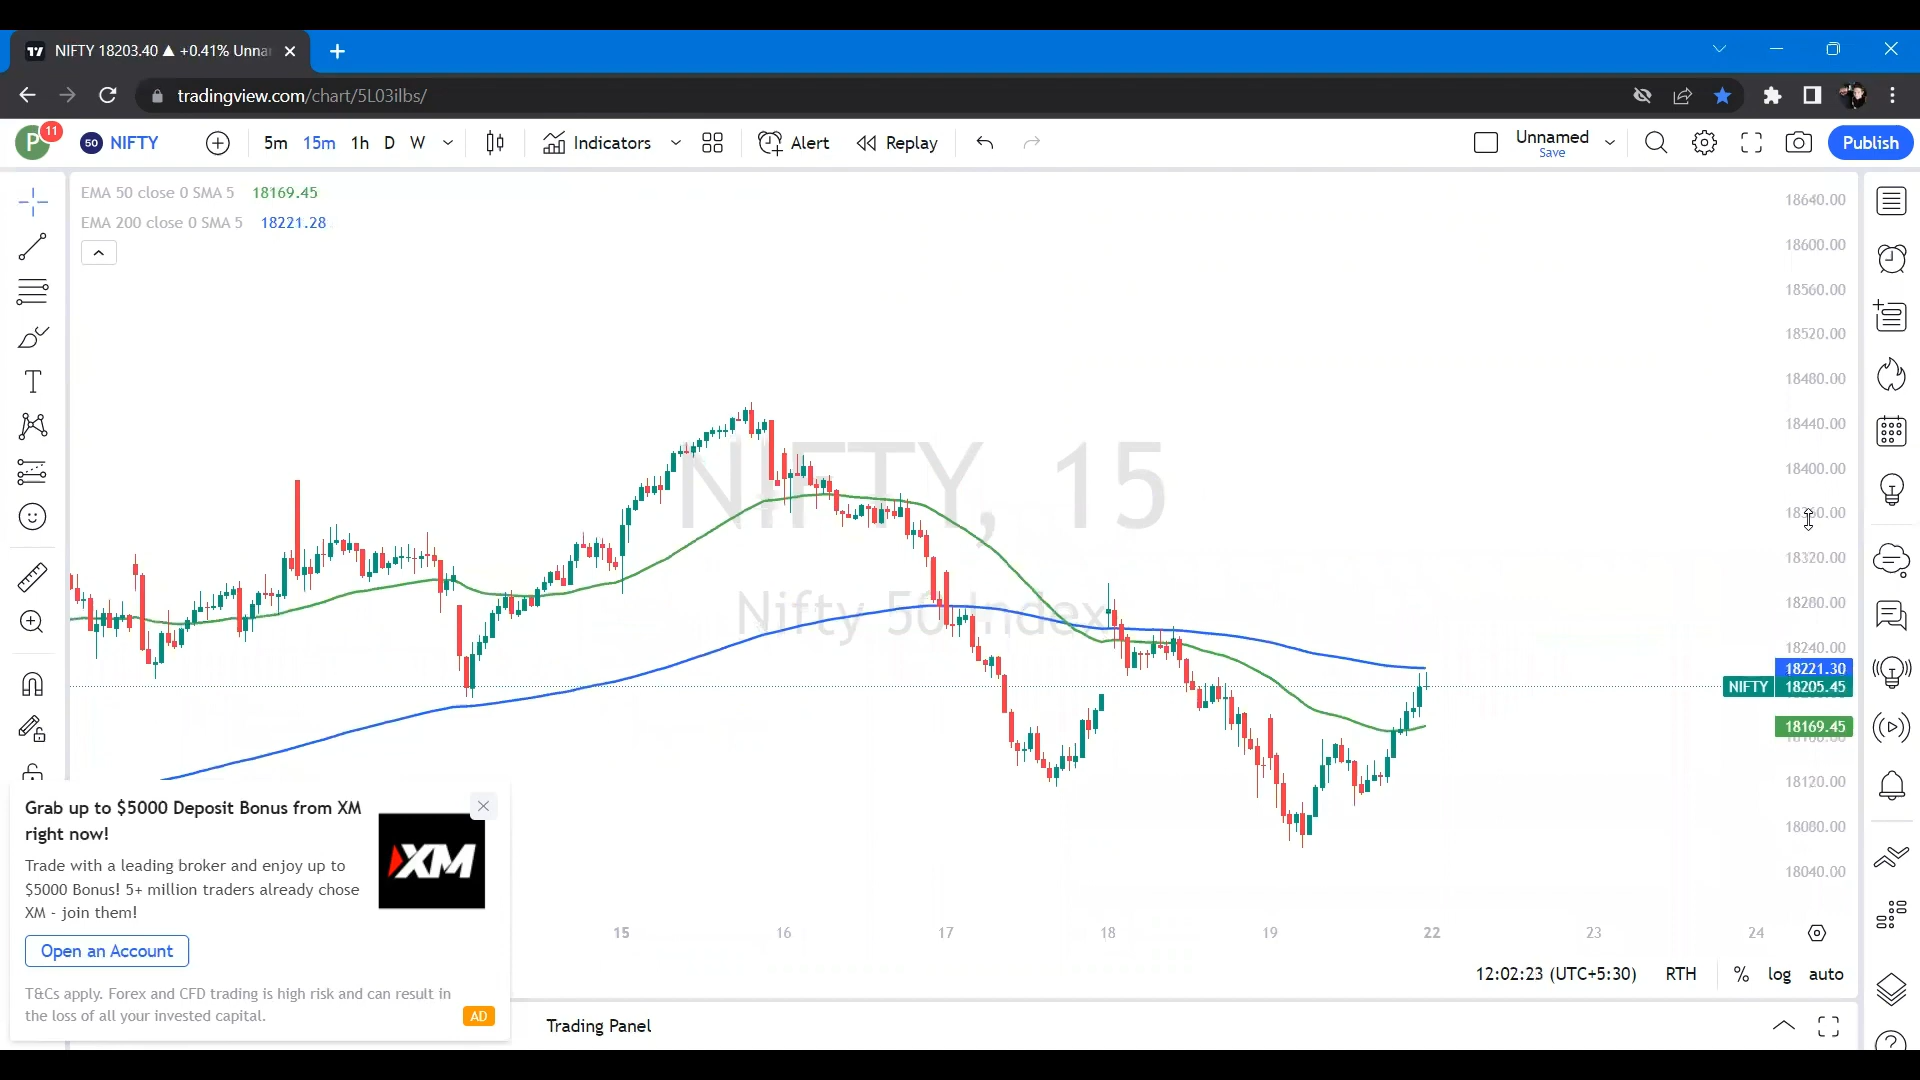 NIFTY 18203.40 ▲ +0.41% Unna
tradingview.com/chart/5L03ilbs/
P 11 50 NIFTY 5m 15m 1h D W Indicators Alert Replay Unnamed Save Publish
EMA 50 close 0 SMA 5 18169.45
EMA 200 close 0 SMA 5 18221.28
NIFTY, 15
Nifty 50 Index
18640.00
18600.00
18560.00
18520.00
18480.00
18440.00
18400.00
18320.00
18280.00
18240.00
18221.30
NIFTY 18205.45
18169.45
18120.00
18080.00
18040.00
15 16 17 18 19 22 23 24
12:02:23 (UTC+5:30) RTH % log auto
Trading Panel
Grab up to $5000 Deposit Bonus from XM
right now!
Trade with a leading broker and enjoy up to
$5000 Bonus! 5+ million traders already chose
XM - join them!
XM
Open an Account
T&Cs apply. Forex and CFD trading is high risk and can result in
the loss of all your invested capital.
AD